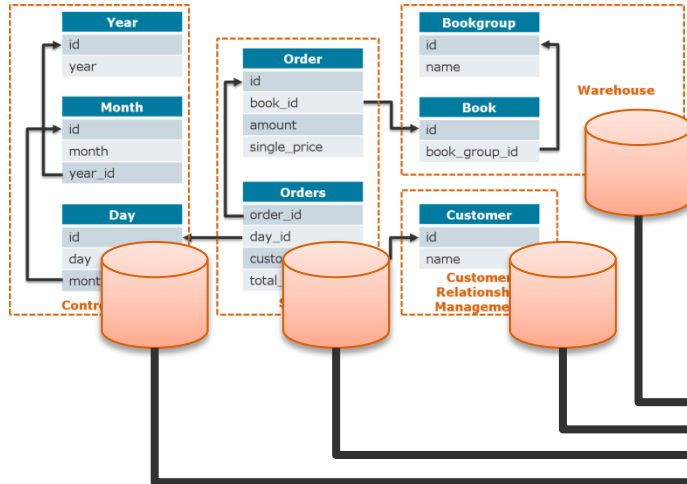 Year
id
year
Month
id
month
year_id
Day
id
day
Order
id
book_id
amount
single_price
Orders
order_id
day_id
Bookgroup
id
name
Book
id
book_group_id
Warehouse
Customer
id
name
Customer